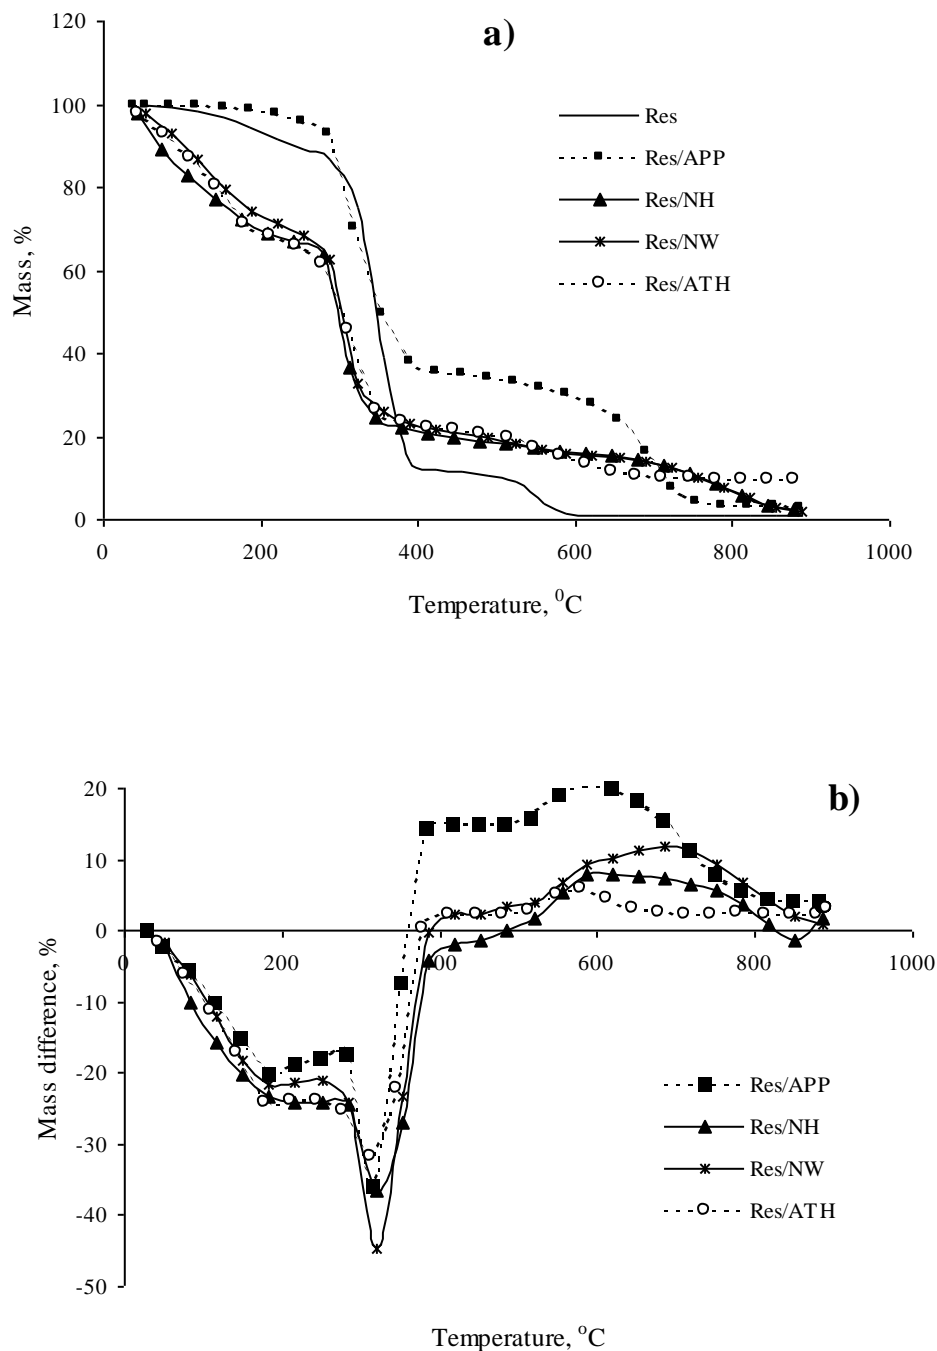 a)
120
100
80
60
40
20
0
Mass, %
Res
Res/APP
Res/NH
Res/NW
Res/ATH
0 200 400 600 800 1000
Temperature, ⁰C
b)
20
10
0
-10
-20
-30
-40
-50
Mass difference, %
0 200 400 600 800 1000
Res/APP
Res/NH
Res/NW
Res/ATH
Temperature, ᵒC